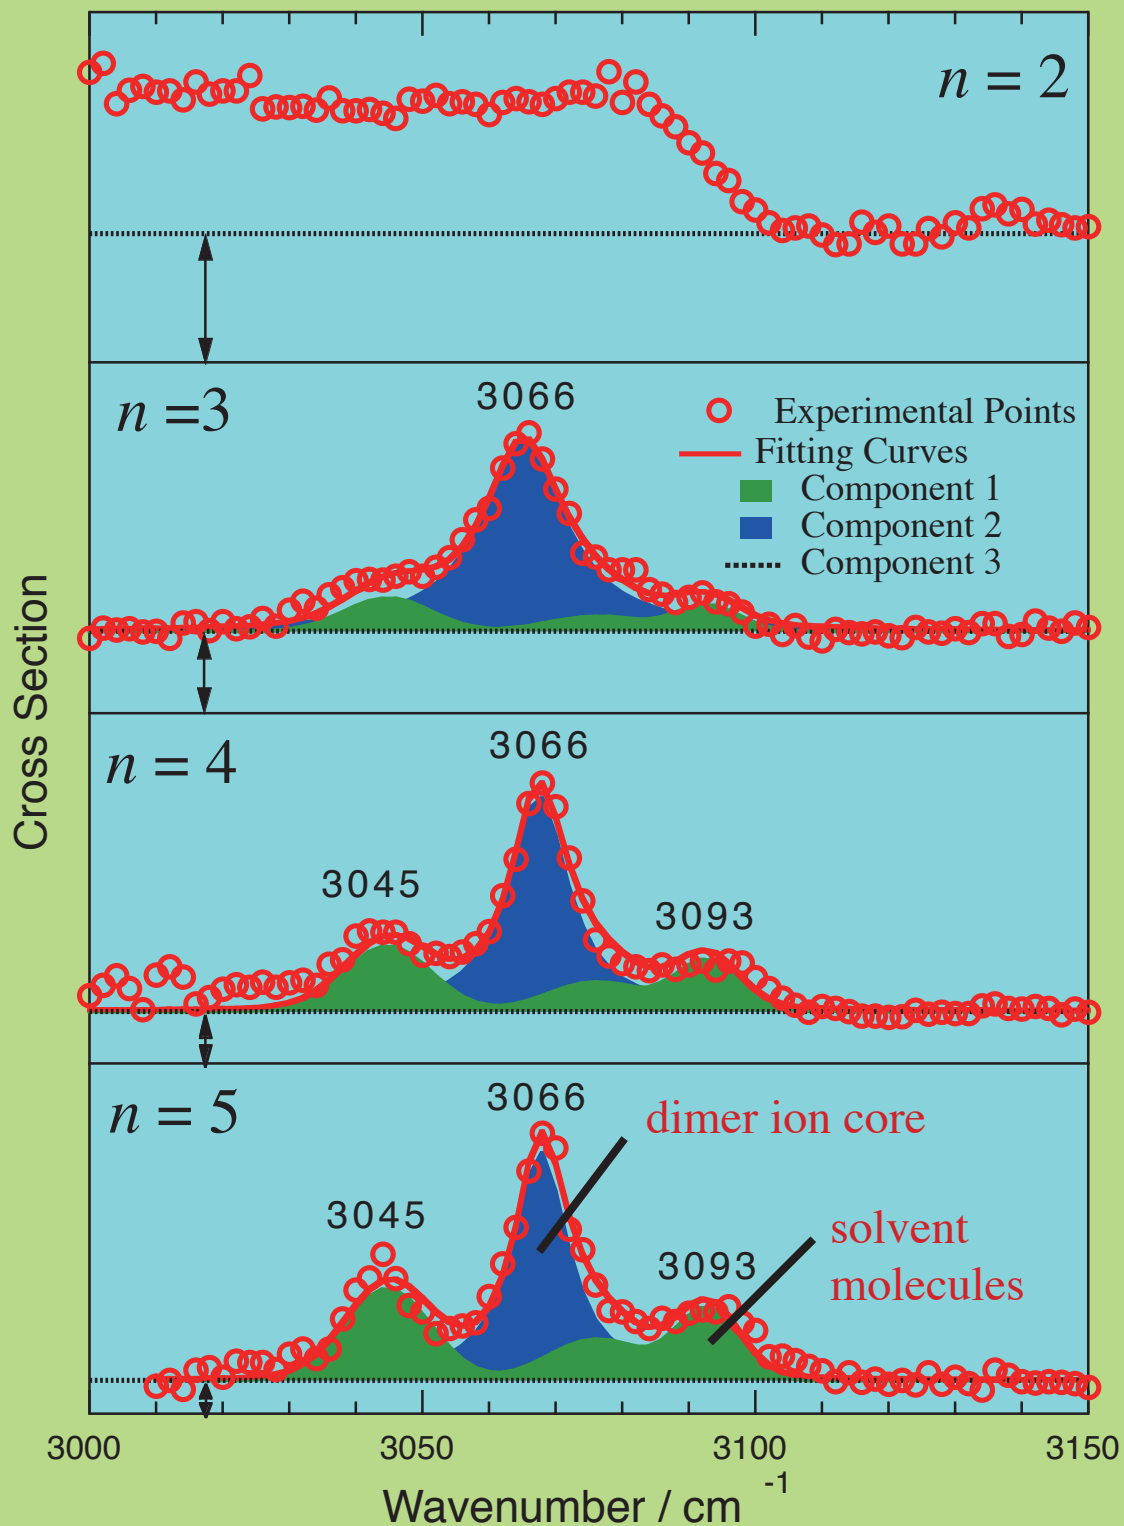 n = 2
n =3
3066
Experimental Points
Fitting Curves
Component 1
Component 2
Component 3
n = 4
3066
3045
3093
Cross Section
n = 5
3066
dimer ion core
3045
3093
solvent
molecules
3000 3050 3100 3150
Wavenumber / cm-1